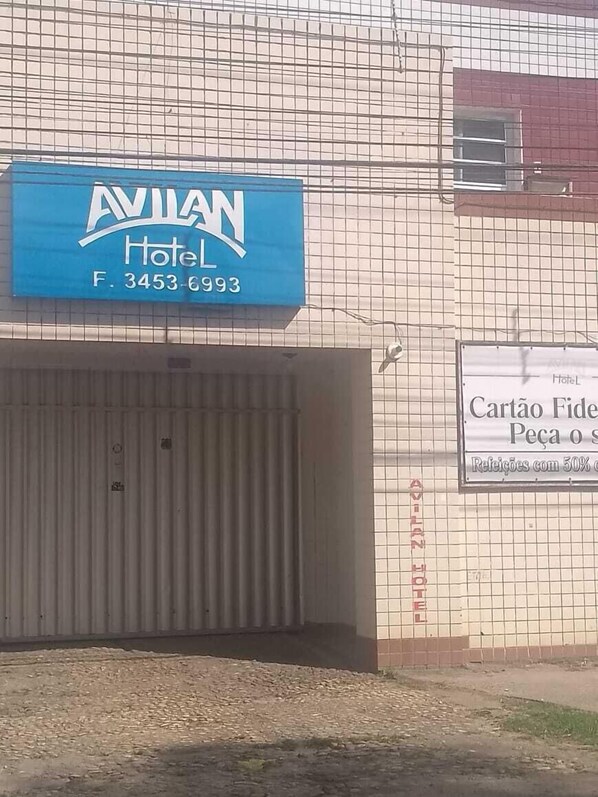 AVILAN
HoteL
F. 3453-6993
HoteL
Cartão Fide
Peça o s
Refeições com 50%
AVILAN HOTEL